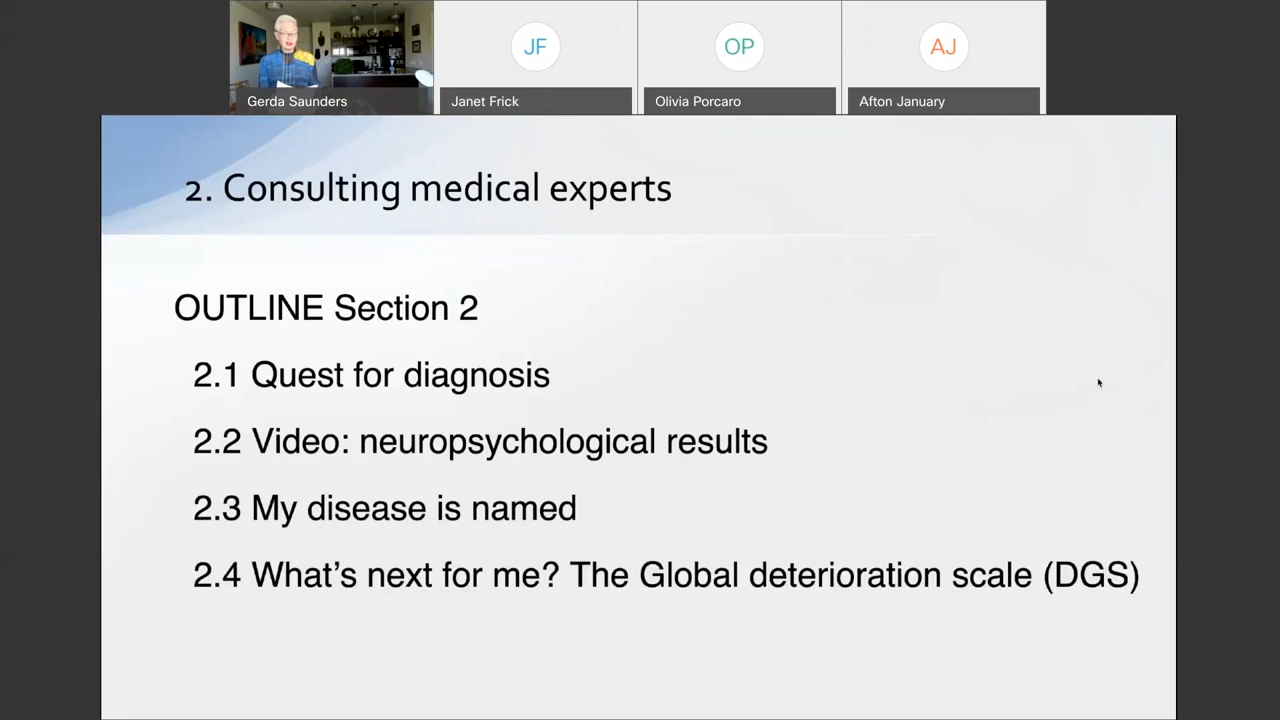 JF
OP
AJ
Gerda Saunders
Janet Frick
Olivia Porcaro
Afton January
2. Consulting medical experts
OUTLINE Section 2
2.1 Quest for diagnosis
2.2 Video: neuropsychological results
2.3 My disease is named
2.4 What’s next for me? The Global deterioration scale (DGS)